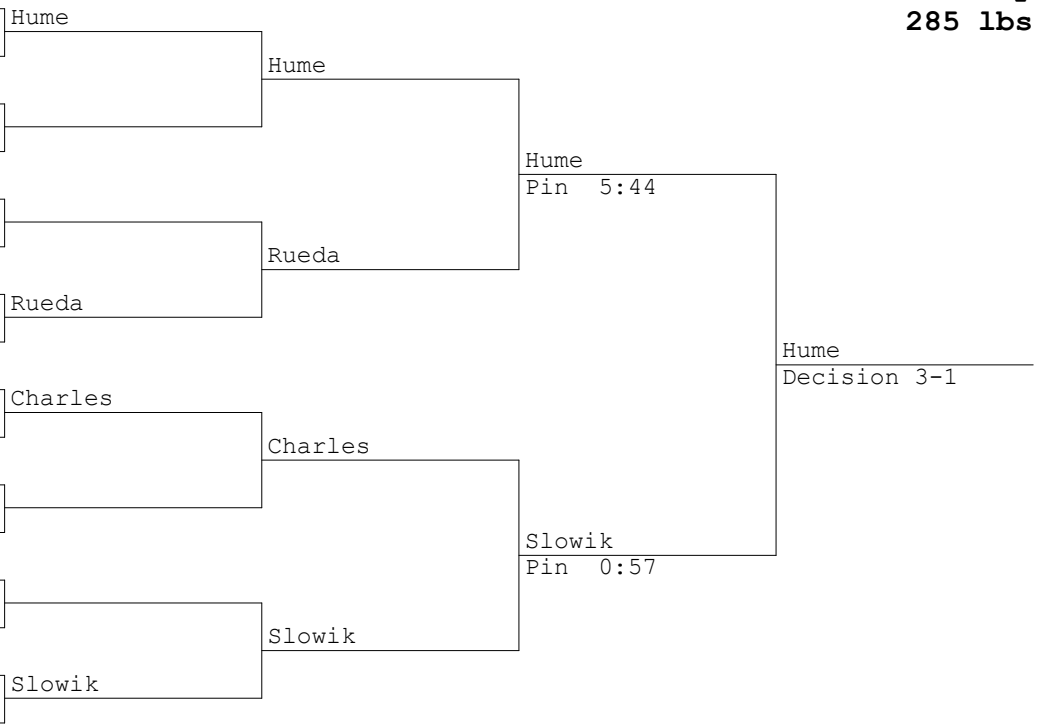 285 lbs
Hume
Hume
Hume
Pin 5:44
Rueda
Rueda
Hume
Decision 3-1
Charles
Charles
Slowik
Pin 0:57
Slowik
Slowik